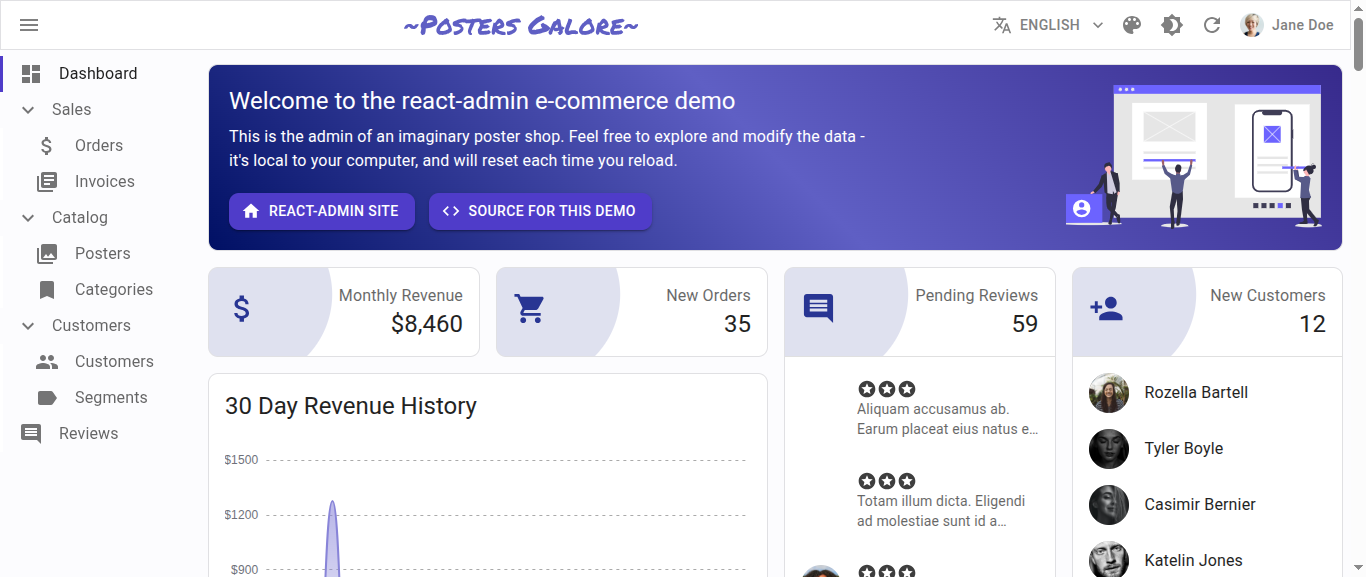 ~Posters Galore~
ENGLISH
Jane Doe
Dashboard
Sales
Orders
Invoices
Catalog
Posters
Categories
Customers
Customers
Segments
Reviews
Welcome to the react-admin e-commerce demo
This is the admin of an imaginary poster shop. Feel free to explore and modify the data -
it's local to your computer, and will reset each time you reload.
REACT-ADMIN SITE
SOURCE FOR THIS DEMO
Monthly Revenue
$8,460
New Orders
35
Pending Reviews
59
New Customers
12
30 Day Revenue History
$1500
$1200
$900
Aliquam accusamus ab.
Earum placeat eius natus e...
Totam illum dicta. Eligendi
ad molestiae sunt id a...
Rozella Bartell
Tyler Boyle
Casimir Bernier
Katelin Jones